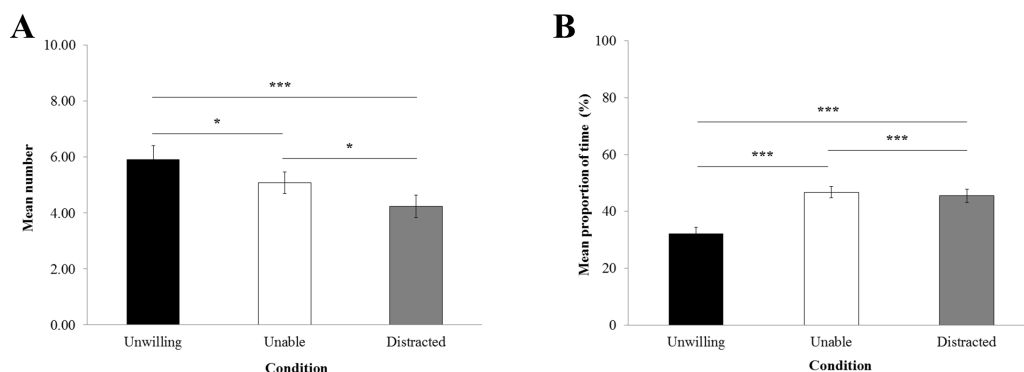 A
10.00
8.00
6.00
4.00
2.00
0.00
Mean number
***
*
*
Unwilling Unable Distracted
Condition
B
100
80
60
40
20
0
Mean proportion of time (%)
***
***
***
Unwilling Unable Distracted
Condition